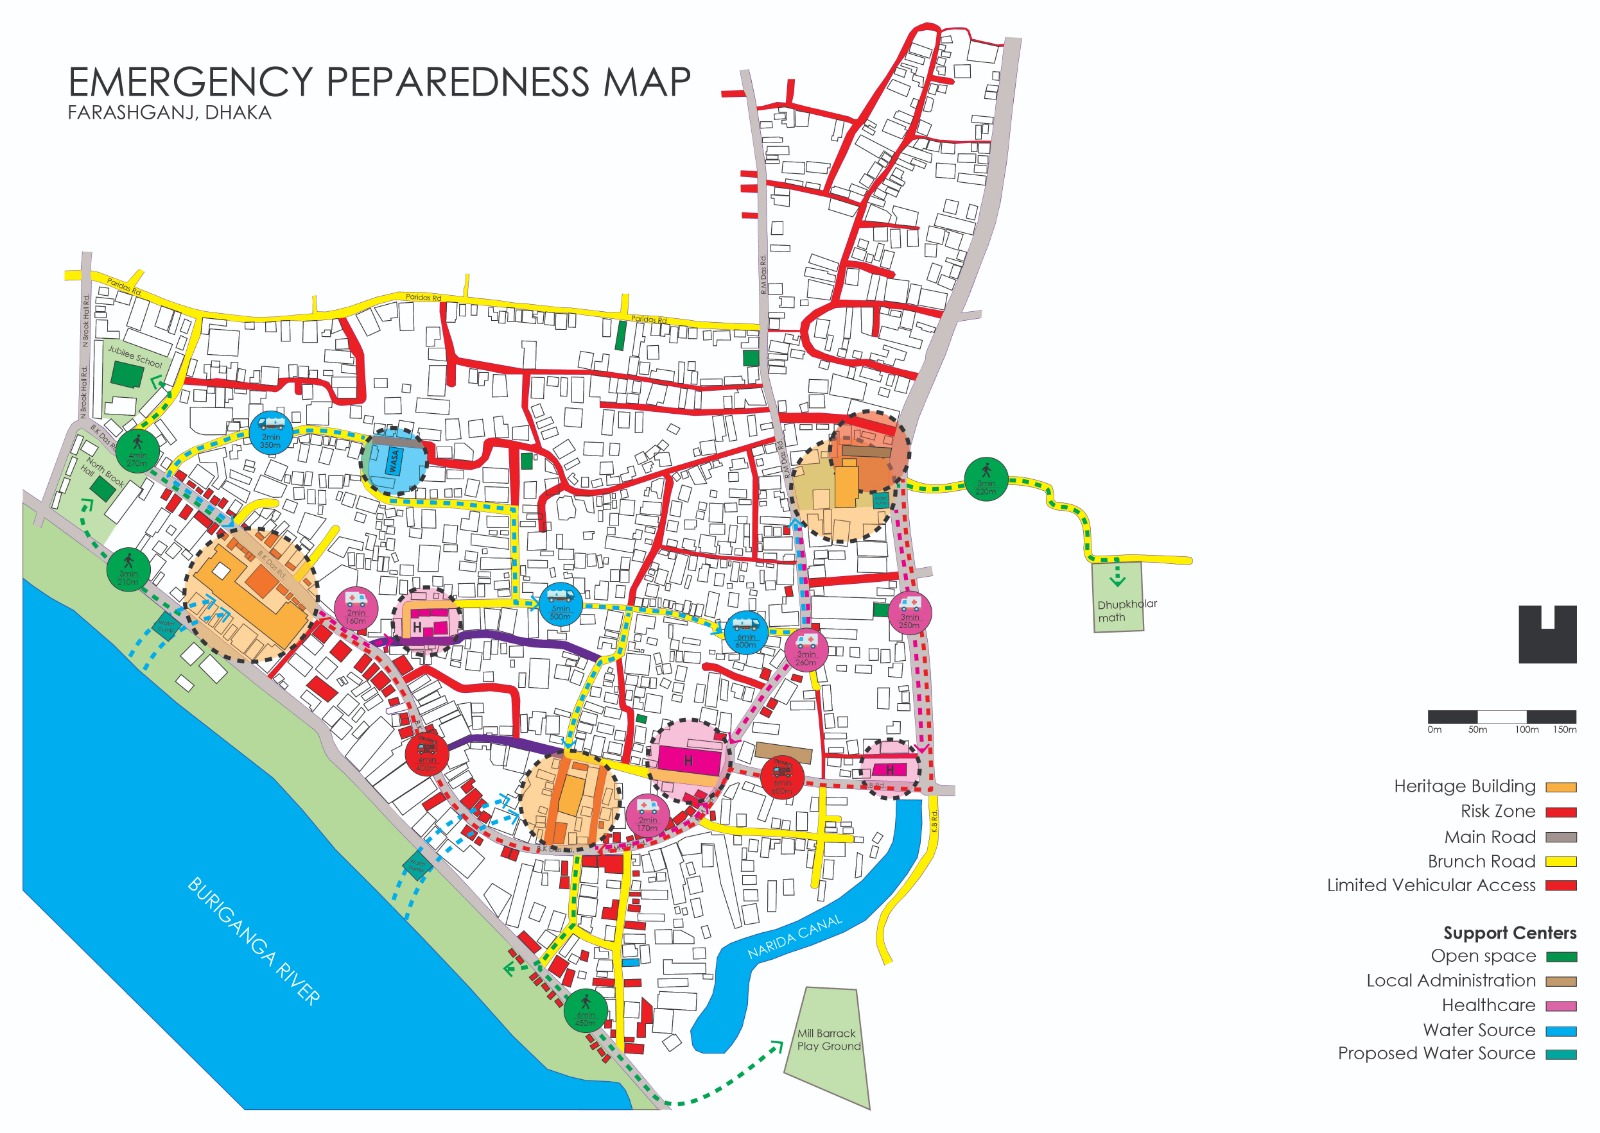 EMERGENCY PEPAREDNESS MAP
FARASHGANJ, DHAKA
R.M Das Rd.
Paridas Rd.
Paridas Rd
Paridas Rd.
N Brook Hall Rd.
N Brook Hall Rd.
Jubilee School
B.K Das Rd
North Brook
Hall
4min
270m
2min
350m
WASA
3min
220m
3min
210m
B.K Das Rd.
2min
160m
H
5min
500m
6min
600m
3min
260m
3min
250m
Dhupkholar
math
H
H
2min
170m
K.B Rd.
BURIGANGA RIVER
NARIDA CANAL
6min
450m
Mill Barrack
Play Ground
0m
50m
100m
150m
Heritage Building
Risk Zone
Main Road
Brunch Road
Limited Vehicular Access
Support Centers
Open space
Local Administration
Healthcare
Water Source
Proposed Water Source